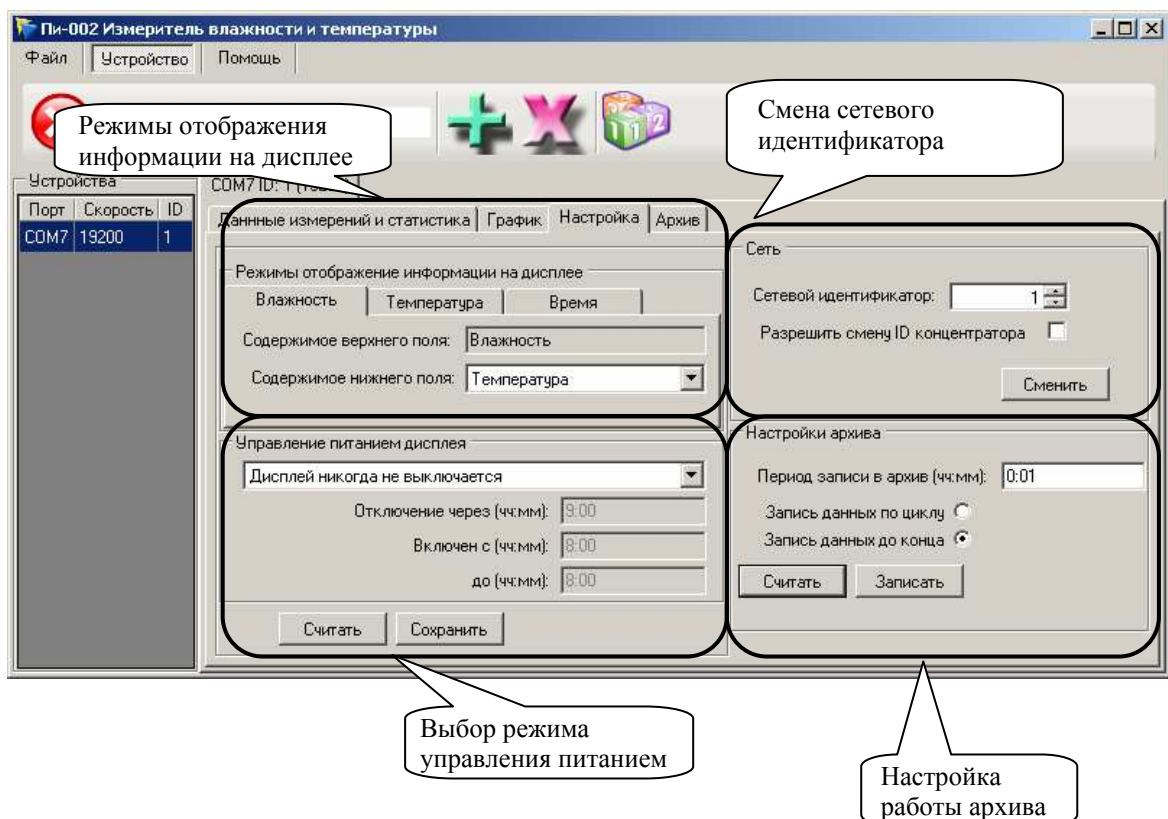 Пи-002 Измеритель влажности и температуры
Файл Устройство Помощь
Режимы отображения
информации на дисплее
Смена сетевого
идентификатора
Устройства
Порт Скорость ID
COM7 19200 1
COM7 ID: 1
Даннные измерений и статистика График Настройка Архив
Режимы отображение информации на дисплее
Влажность Температура Время
Содержимое верхнего поля: Влажность
Содержимое нижнего поля: Температура
Управление питанием дисплея
Дисплей никогда не выключается
Отключение через (чч:мм): 9:00
Включен с (чч:мм): 8:00
до (чч:мм): 8:00
Считать Сохранить
Сеть
Сетевой идентификатор: 1
Разрешить смену ID концентратора
Сменить
Настройки архива
Период записи в архив (чч:мм): 0:01
Запись данных по циклу
Запись данных до конца
Считать Записать
Выбор режима
управления питанием
Настройка
работы архива